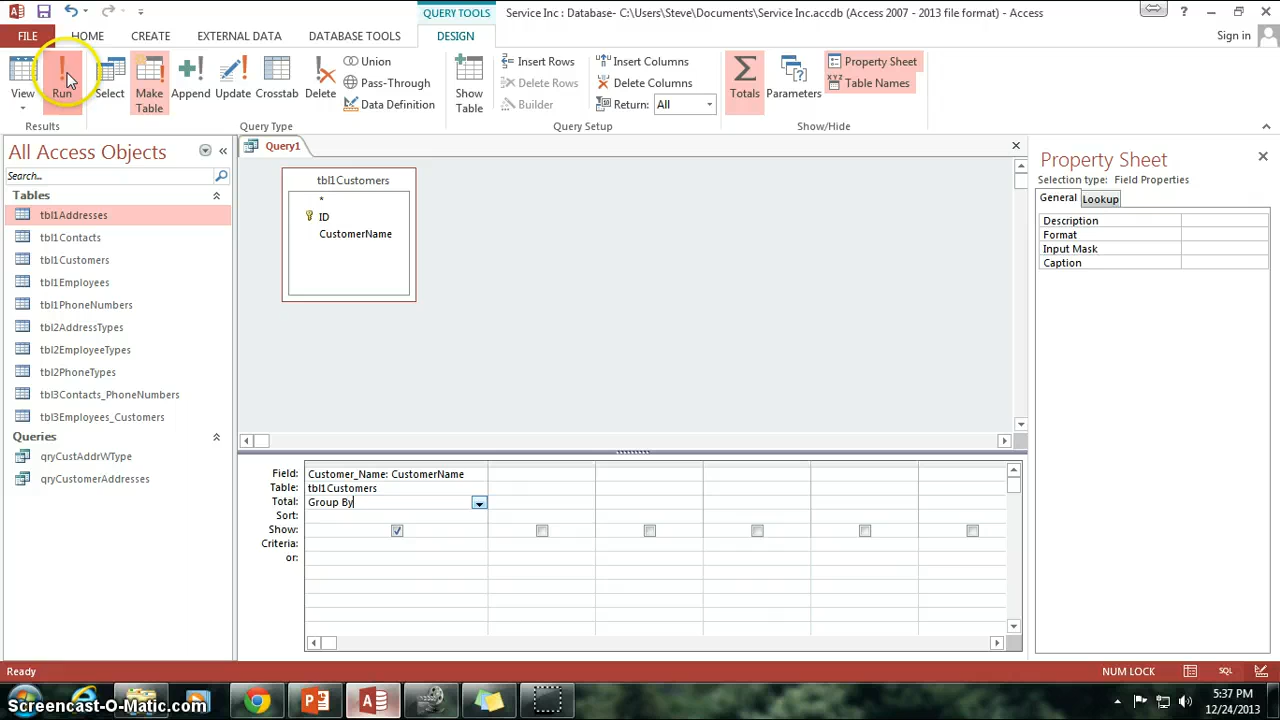 QUERY TOOLS
Service Inc : Database- C:\Users\Steve\Documents\Service Inc.accdb (Access 2007 - 2013 file format) - Access
FILE
HOME
CREATE
EXTERNAL DATA
DATABASE TOOLS
DESIGN
Sign in
View
Run
Select
Make Table
Append
Update
Crosstab
Delete
Union
Pass-Through
Data Definition
Show Table
Insert Rows
Delete Rows
Builder
Insert Columns
Delete Columns
Return: All
Totals
Parameters
Property Sheet
Table Names
Results
Query Type
Query Setup
Show/Hide
All Access Objects
Search...
Tables
tbl1Addresses
tbl1Contacts
tbl1Customers
tbl1Employees
tbl1PhoneNumbers
tbl2AddressTypes
tbl2EmployeeTypes
tbl2PhoneTypes
tbl3Contacts_PhoneNumbers
tbl3Employees_Customers
Queries
qryCustAddrWType
qryCustomerAddresses
Query1
tbl1Customers
*
ID
CustomerName
Field: Customer_Name: CustomerName
Table: tbl1Customers
Total: Group By
Sort:
Show:
Criteria:
or:
Property Sheet
Selection type: Field Properties
General
Lookup
Description
Format
Input Mask
Caption
Ready
NUM LOCK
SQL
Screencast-O-Matic.com
5:37 PM
12/24/2013